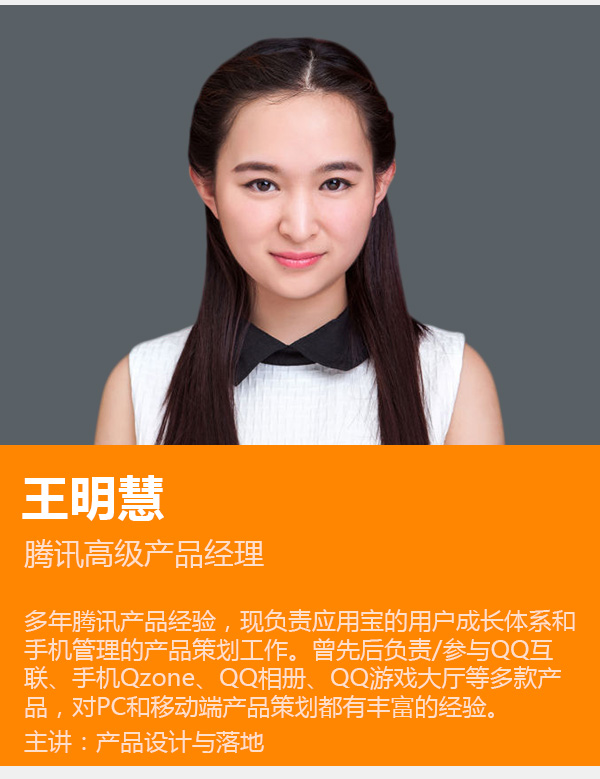 王明慧
腾讯高级产品经理
多年腾讯产品经验，现负责应用宝的用户成长体系和
手机管理的产品策划工作。曾先后负责/参与QQ互
联、手机Qzone、QQ相册、QQ游戏大厅等多款产
品，对PC和移动端产品策划都有丰富的经验。
主讲：产品设计与落地